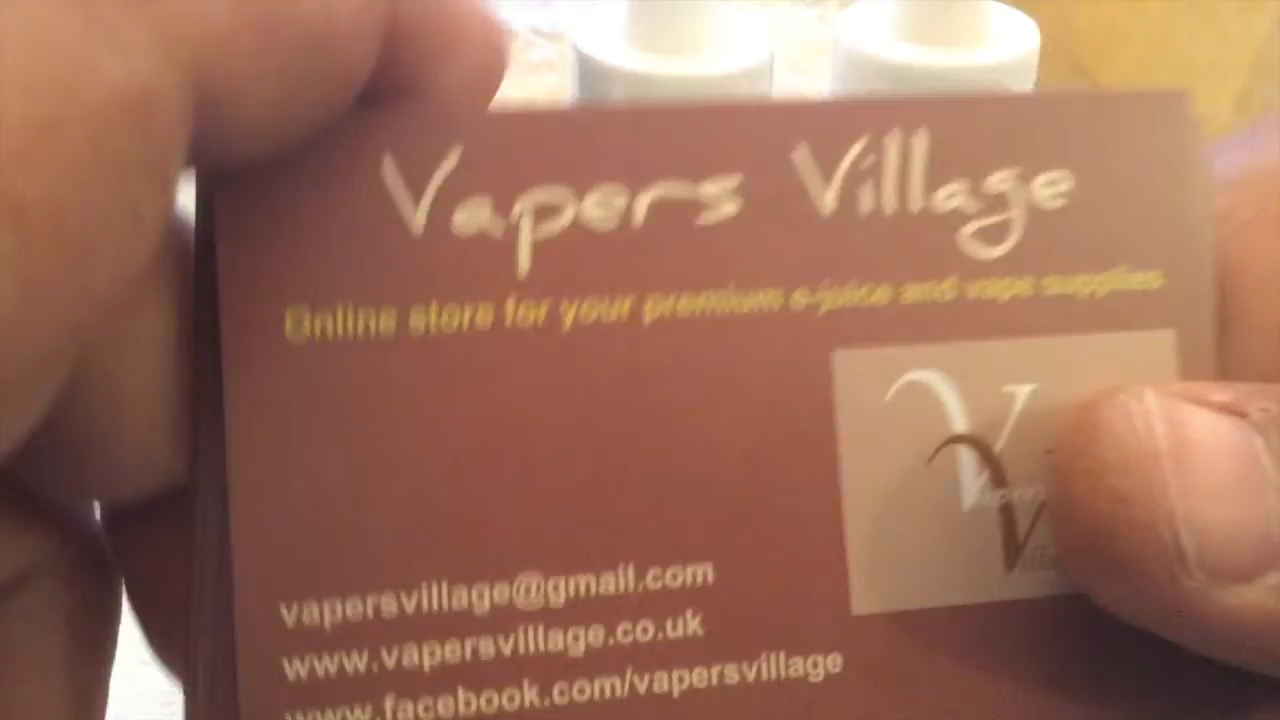 Vapers Village
Online store for your premium e-juice and vape supplies
V V
vapersvillage@gmail.com
www.vapersvillage.co.uk
www.facebook.com/vapersvillage